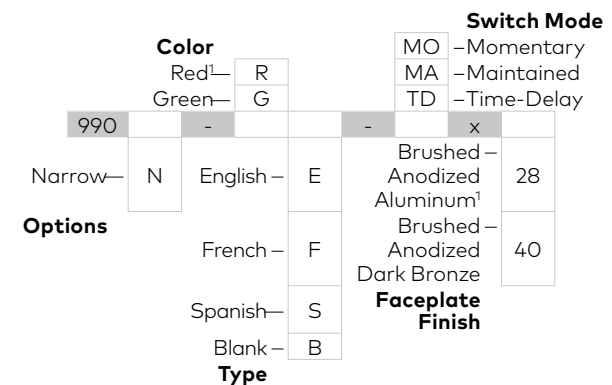 Switch Mode
Color
MO – Momentary
Red¹— R
MA – Maintained
Green— G
TD – Time-Delay
990 - - x
Narrow— N
Options
English – E
French – F
Spanish— S
Blank – B
Type
Brushed –
Anodized
Aluminum¹
28
Brushed –
Anodized
Dark Bronze
40
Faceplate
Finish